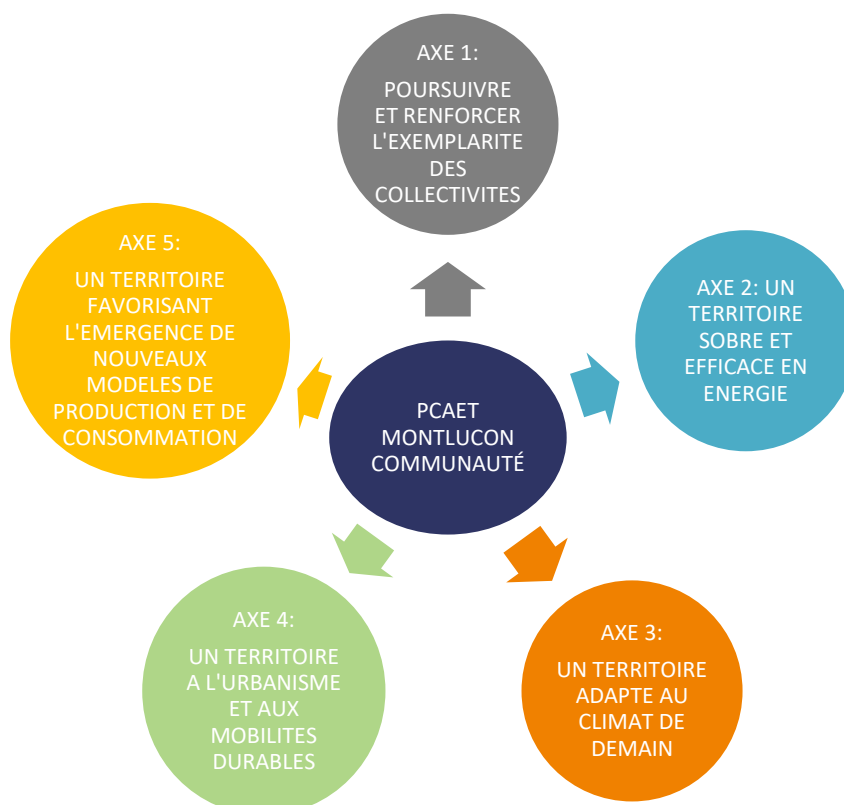 AXE 1:
POURSUIVRE
ET RENFORCER
L'EXEMPLARITE
DES
COLLECTIVITES
AXE 2: UN
TERRITOIRE
SOBRE ET
EFFICACE EN
ENERGIE
AXE 3:
UN TERRITOIRE
ADAPTE AU
CLIMAT DE
DEMAIN
AXE 4:
UN TERRITOIRE
A L'URBANISME
ET AUX
MOBILITES
DURABLES
AXE 5:
UN TERRITOIRE
FAVORISANT
L'EMERGENCE DE
NOUVEAUX
MODELES DE
PRODUCTION ET DE
CONSOMMATION
PCAET
MONTLUCON
COMMUNAUTÉ